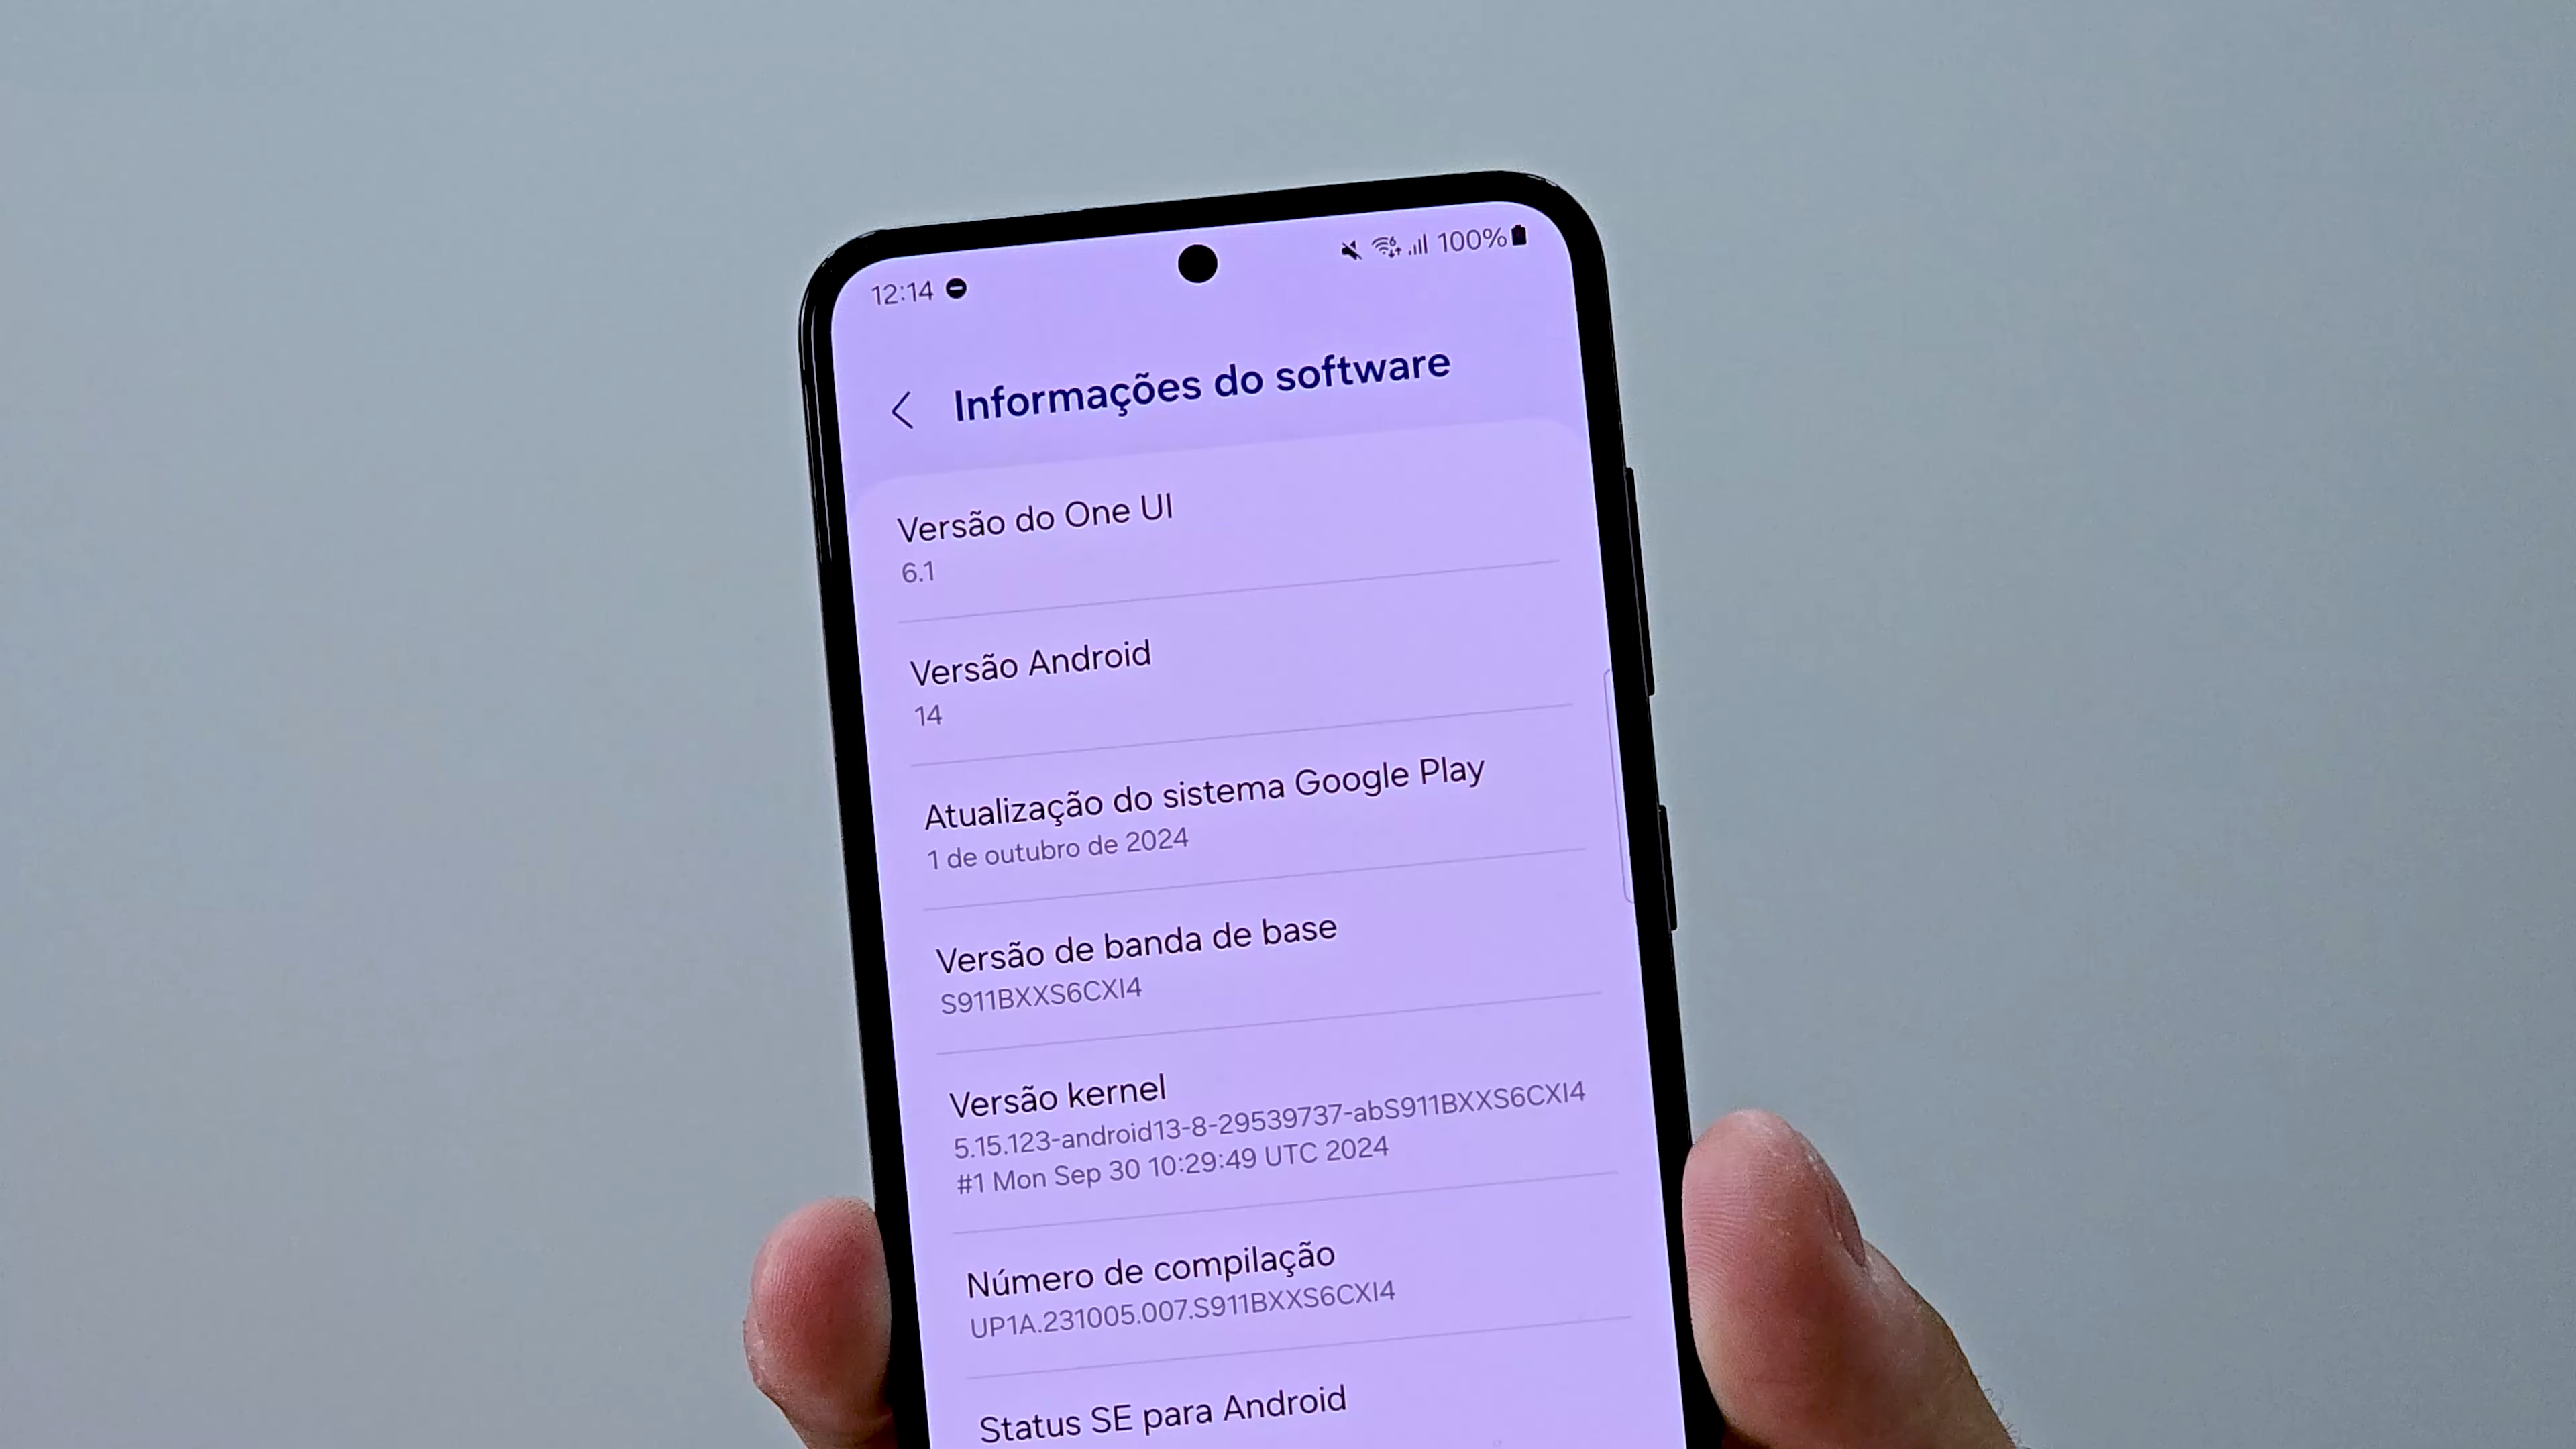 12:14 100%
Informações do software
Versão do One UI
6.1
Versão Android
14
Atualização do sistema Google Play
1 de outubro de 2024
Versão de banda de base
S911BXXS6CXI4
Versão kernel
5.15.123-android13-8-29539737-abS911BXXS6CXI4
#1 Mon Sep 30 10:29:49 UTC 2024
Número de compilação
UP1A.231005.007.S911BXXS6CXI4
Status SE para Android